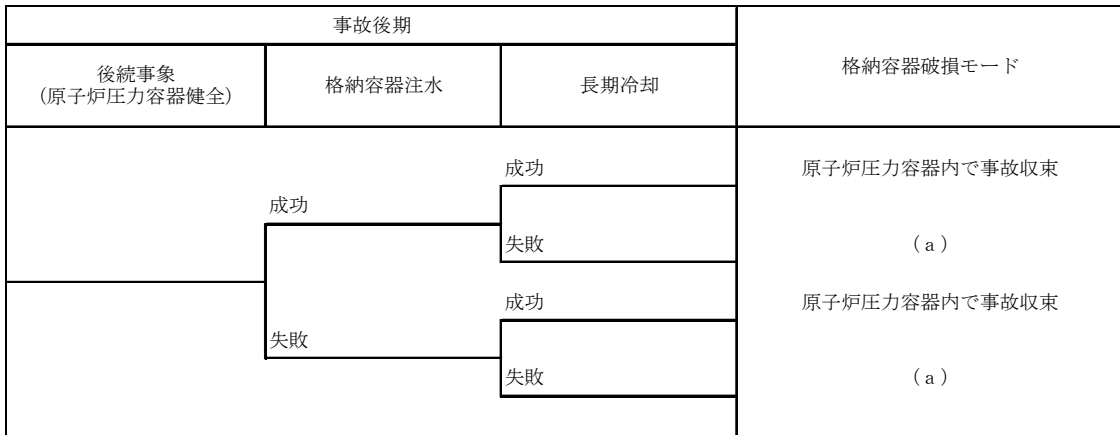 事故後期
後続事象
(原子炉圧力容器健全)
格納容器注水
長期冷却
格納容器破損モード
成功
原子炉圧力容器内で事故収束
成功
失敗
(a)
成功
原子炉圧力容器内で事故収束
失敗
失敗
(a)